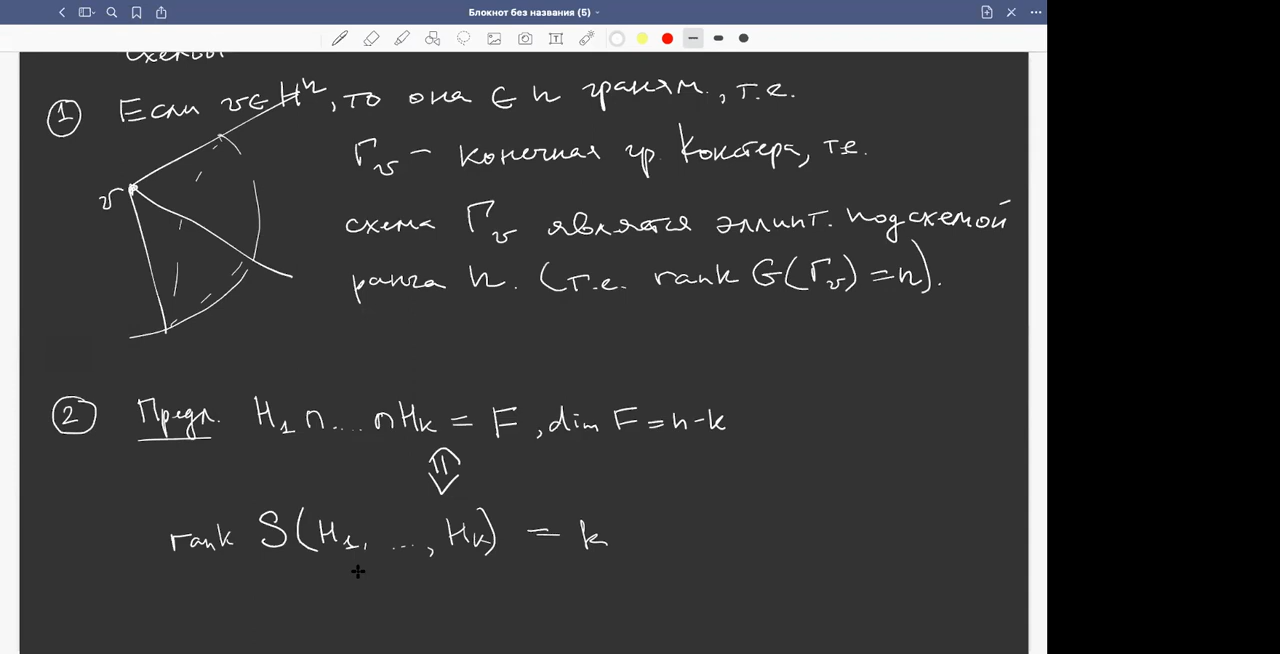 Блокнот без названия (5)
схемы
① Если v ∈ Hⁿ, то она ∈ n граням, т.е.
Γᵥ — конечная гр. Кокстера, т.е.
v
схема Γᵥ является эллипт. подсхемой
ранга n. (т.е. rank G(Γᵥ) = n).
② Предл. H₁ ∩ .... ∩ Hₖ = F, dim F = n-k
⇕
rank S(H₁, ..., Hₖ) = k